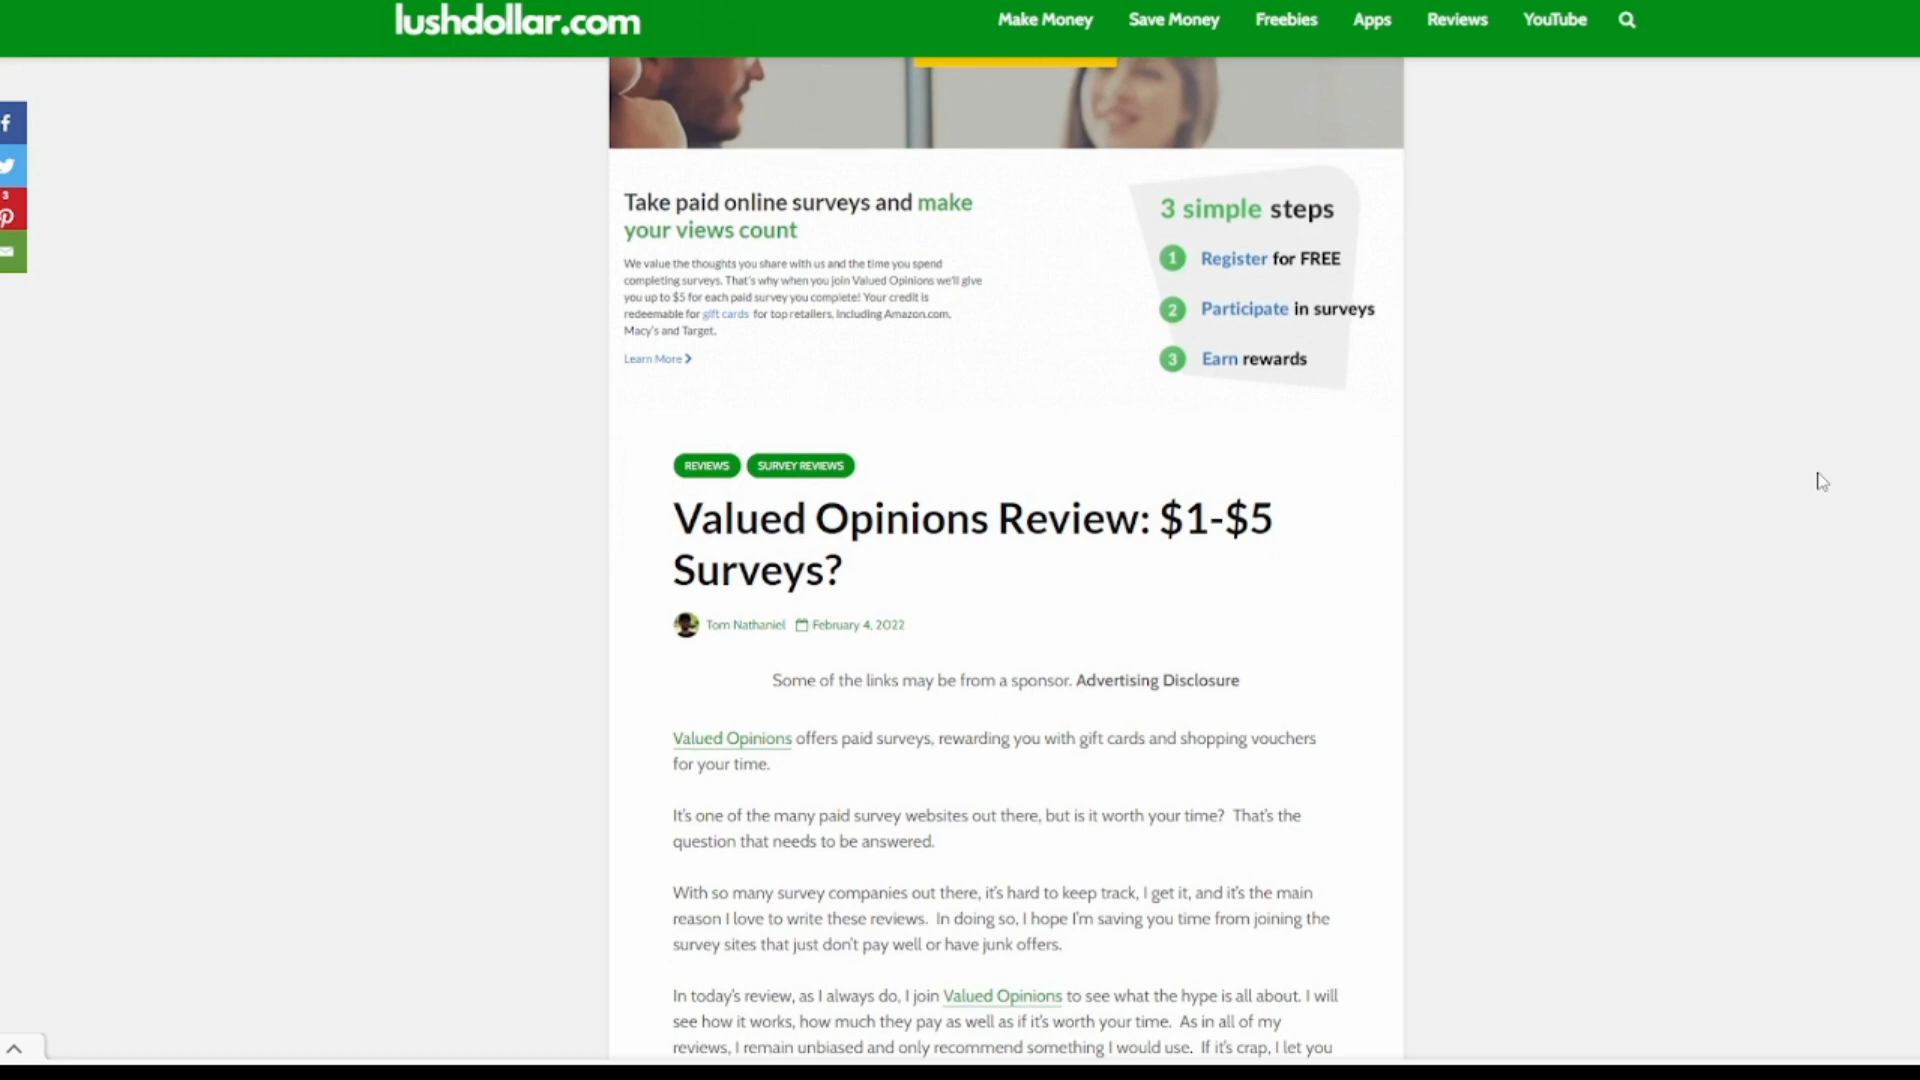 lushdollar.com
Make Money Save Money Freebies Apps Reviews YouTube
f
3
Take paid online surveys and make
your views count
We value the thoughts you share with us and the time you spend
completing surveys. That's why when you join Valued Opinions we'll give
you up to $5 for each paid survey you complete! Your credit is
redeemable for gift cards for top retailers, including Amazon.com,
Macy's and Target.
Learn More
3 simple steps
1 Register for FREE
2 Participate in surveys
3 Earn rewards
REVIEWS SURVEY REVIEWS
Valued Opinions Review: $1-$5
Surveys?
Tom Nathaniel February 4, 2022
Some of the links may be from a sponsor. Advertising Disclosure
Valued Opinions offers paid surveys, rewarding you with gift cards and shopping vouchers
for your time.
It's one of the many paid survey websites out there, but is it worth your time? That's the
question that needs to be answered.
With so many survey companies out there, it's hard to keep track, I get it, and it's the main
reason I love to write these reviews. In doing so, I hope I'm saving you time from joining the
survey sites that just don't pay well or have junk offers.
In today's review, as I always do, I join Valued Opinions to see what the hype is all about. I will
see how it works, how much they pay as well as if it's worth your time. As in all of my
reviews, I remain unbiased and only recommend something I would use. If it's crap, I let you